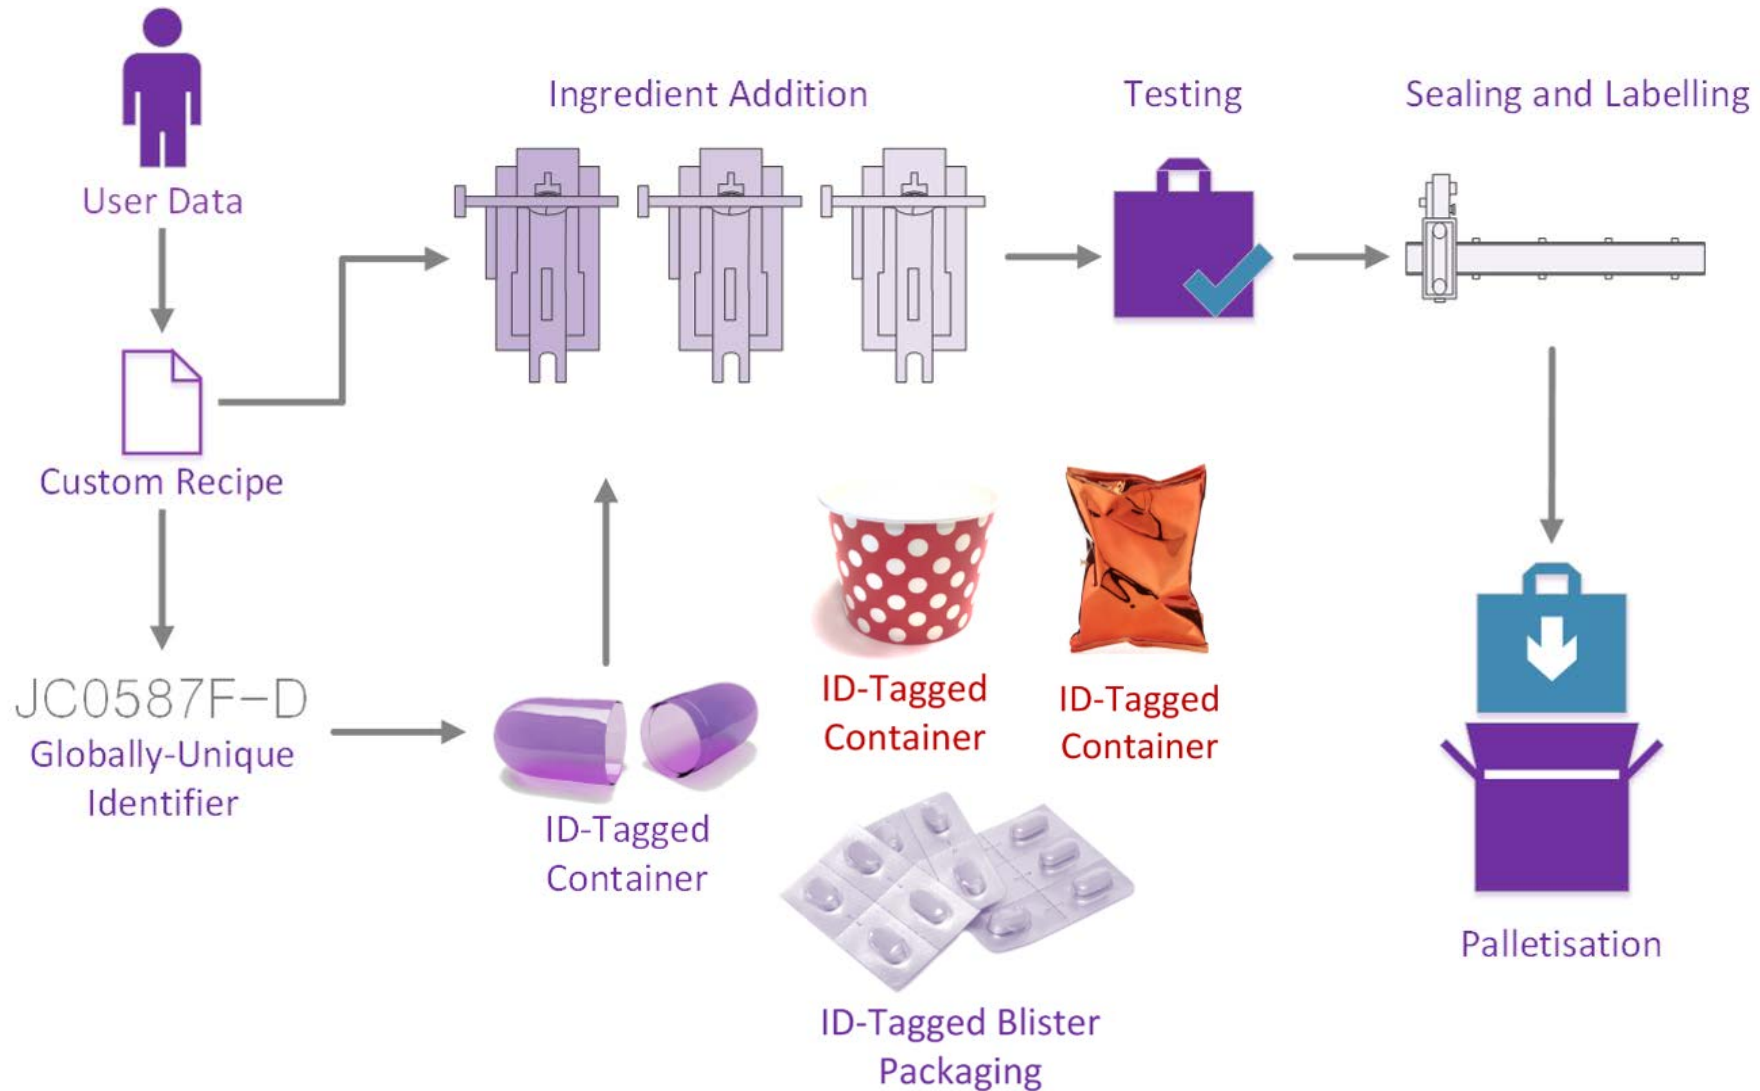 User Data
Ingredient Addition
Testing
Sealing and Labelling
Custom Recipe
JC0587F-D
Globally-Unique
Identifier
ID-Tagged
Container
ID-Tagged
Container
ID-Tagged
Container
ID-Tagged Blister
Packaging
Palletisation